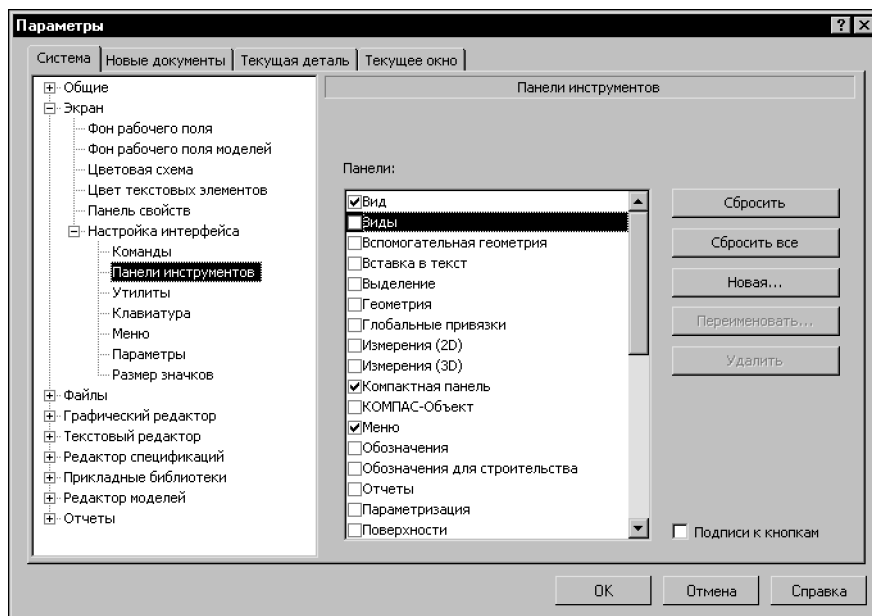 Параметры
Система
Новые документы
Текущая деталь
Текущее окно
Общие
Экран
Фон рабочего поля
Фон рабочего поля моделей
Цветовая схема
Цвет текстовых элементов
Панель свойств
Настройка интерфейса
Команды
Панели инструментов
Утилиты
Клавиатура
Меню
Параметры
Размер значков
Файлы
Графический редактор
Текстовый редактор
Редактор спецификаций
Прикладные библиотеки
Редактор моделей
Отчеты
Панели инструментов
Панели:
Вид
Виды
Вспомогательная геометрия
Вставка в текст
Выделение
Геометрия
Глобальные привязки
Измерения (2D)
Измерения (3D)
Компактная панель
КОМПАС-Объект
Меню
Обозначения
Обозначения для строительства
Отчеты
Параметризация
Поверхности
Сбросить
Сбросить все
Новая...
Переименовать...
Удалить
Подписи к кнопкам
OK
Отмена
Справка